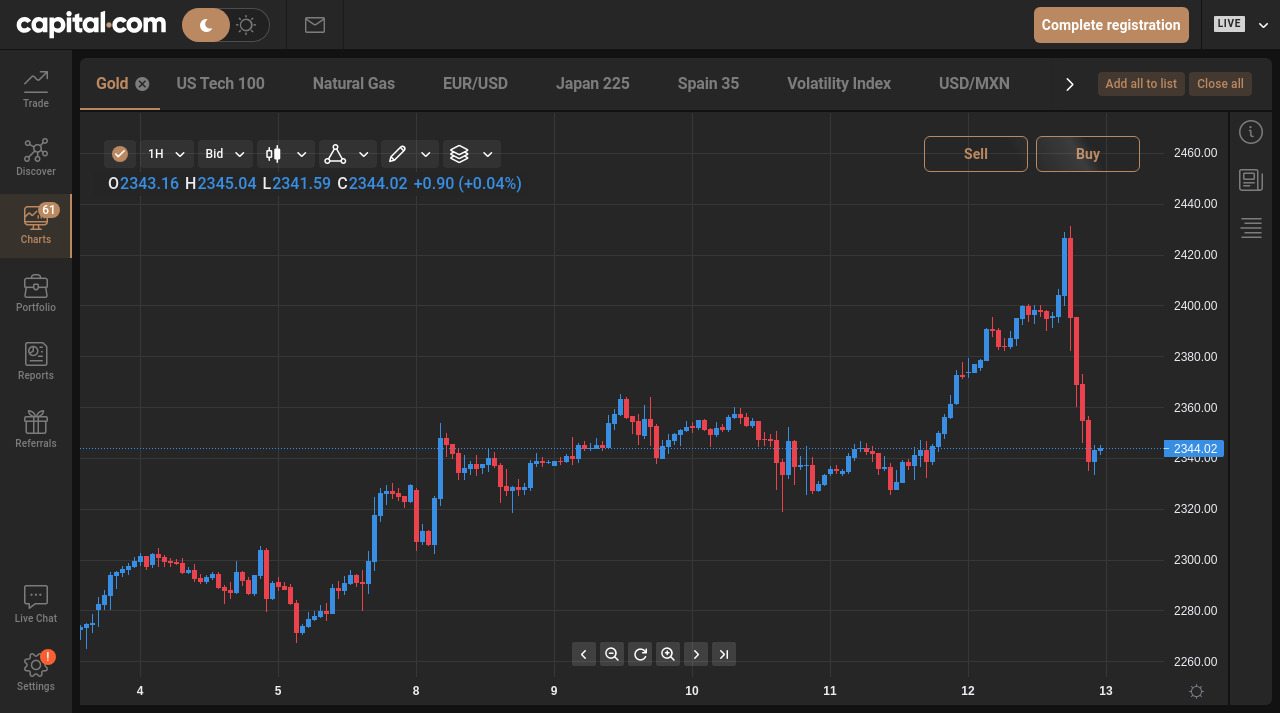 capital.com
Complete registration
LIVE
Trade
Discover
61
Charts
Portfolio
Reports
Referrals
Live Chat
!
Settings
Gold US Tech 100 Natural Gas EUR/USD Japan 225 Spain 35 Volatility Index USD/MXN
Add all to list Close all
1H Bid
Sell Buy
O2343.16 H2345.04 L2341.59 C2344.02 +0.90 (+0.04%)
2460.00
2440.00
2420.00
2400.00
2380.00
2360.00
2344.02
2340.00
2320.00
2300.00
2280.00
2260.00
4 5 8 9 10 11 12 13